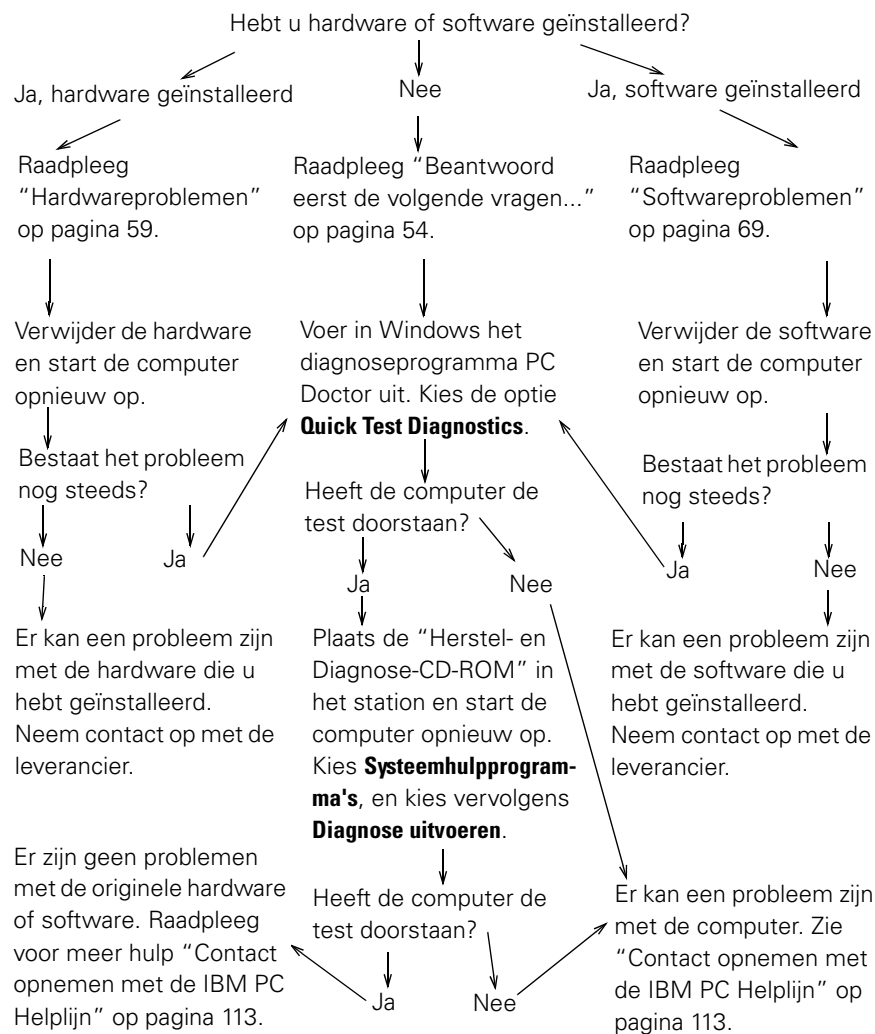 Hebt u hardware of software geïnstalleerd?
Ja, hardware geïnstalleerd
Nee
Ja, software geïnstalleerd
Raadpleeg
“Hardwareproblemen”
op pagina 59.
Raadpleeg “Beantwoord
eerst de volgende vragen...”
op pagina 54.
Raadpleeg
“Softwareproblemen”
op pagina 69.
Verwijder de hardware
en start de computer
opnieuw op.
Voer in Windows het
diagnoseprogramma PC
Doctor uit. Kies de optie
Quick Test Diagnostics.
Verwijder de software
en start de computer
opnieuw op.
Bestaat het probleem
nog steeds?
Heeft de computer de
test doorstaan?
Bestaat het probleem
nog steeds?
Nee
Ja
Ja
Nee
Ja
Nee
Er kan een probleem zijn
met de hardware die u
hebt geïnstalleerd.
Neem contact op met de
leverancier.
Plaats de “Herstel- en
Diagnose-CD-ROM” in
het station en start de
computer opnieuw op.
Kies Systeemhulpprogram-
ma's, en kies vervolgens
Diagnose uitvoeren.
Er kan een probleem zijn
met de software die u
hebt geïnstalleerd.
Neem contact op met de
leverancier.
Er zijn geen problemen
met de originele hardware
of software. Raadpleeg
voor meer hulp “Contact
opnemen met de IBM PC
Helplijn” op pagina 113.
Heeft de computer de
test doorstaan?
Ja
Nee
Er kan een probleem zijn
met de computer. Zie
“Contact opnemen met
de IBM PC Helplijn” op
pagina 113.